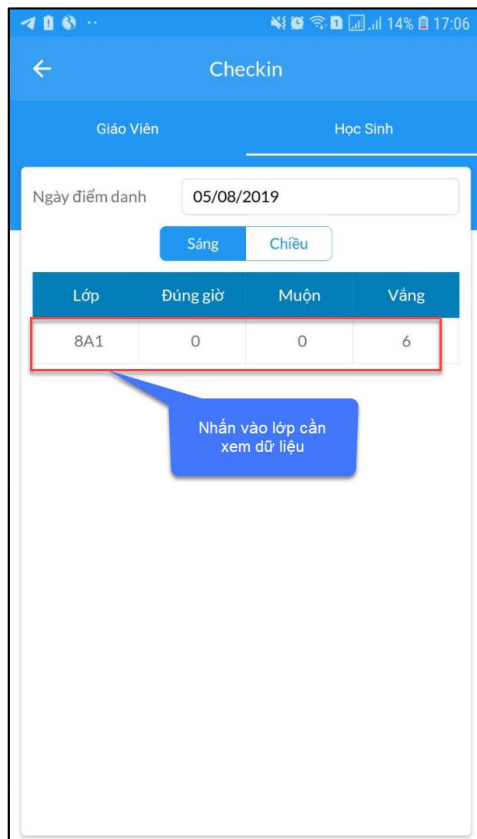 14% 17:06
Checkin
Giáo Viên Học Sinh
Ngày điểm danh 05/08/2019
Sáng Chiều
Lớp Đúng giờ Muộn Vắng
8A1 0 0 6
Nhấn vào lớp cần
xem dữ liệu